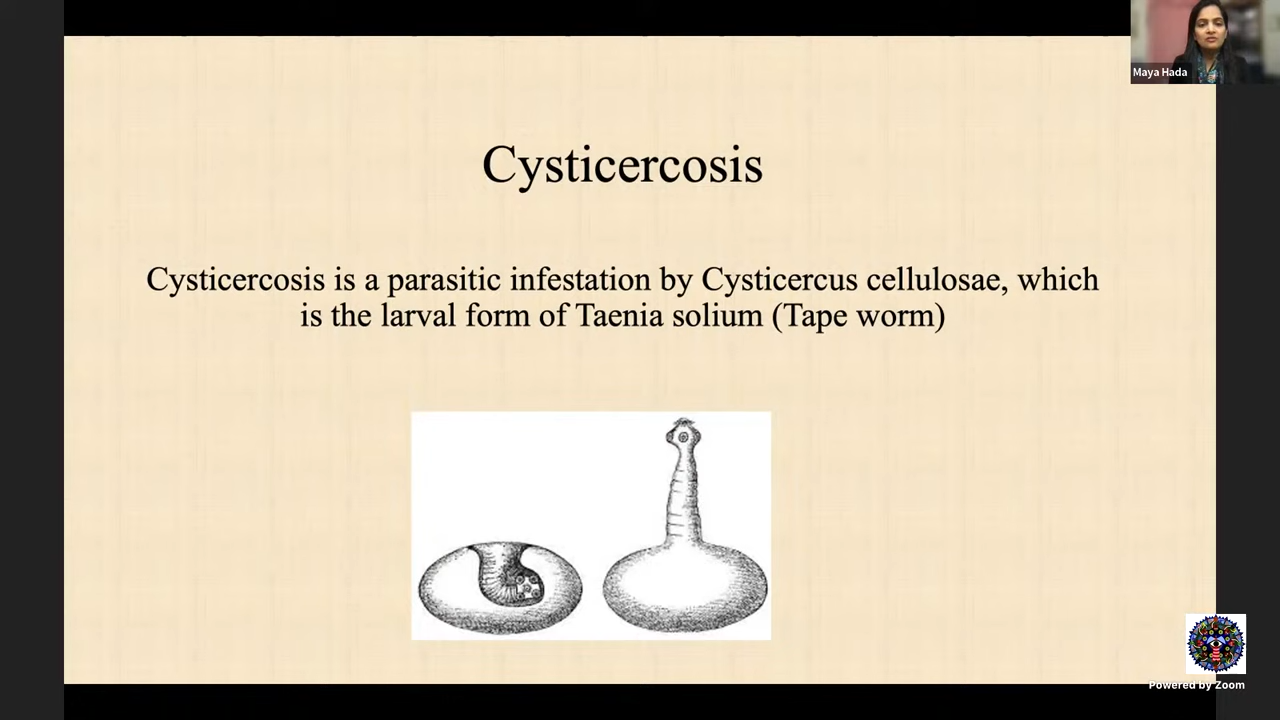 Maya Hada
Cysticercosis
Cysticercosis is a parasitic infestation by Cysticercus cellulosae, which
is the larval form of Taenia solium (Tape worm)
Powered by Zoom